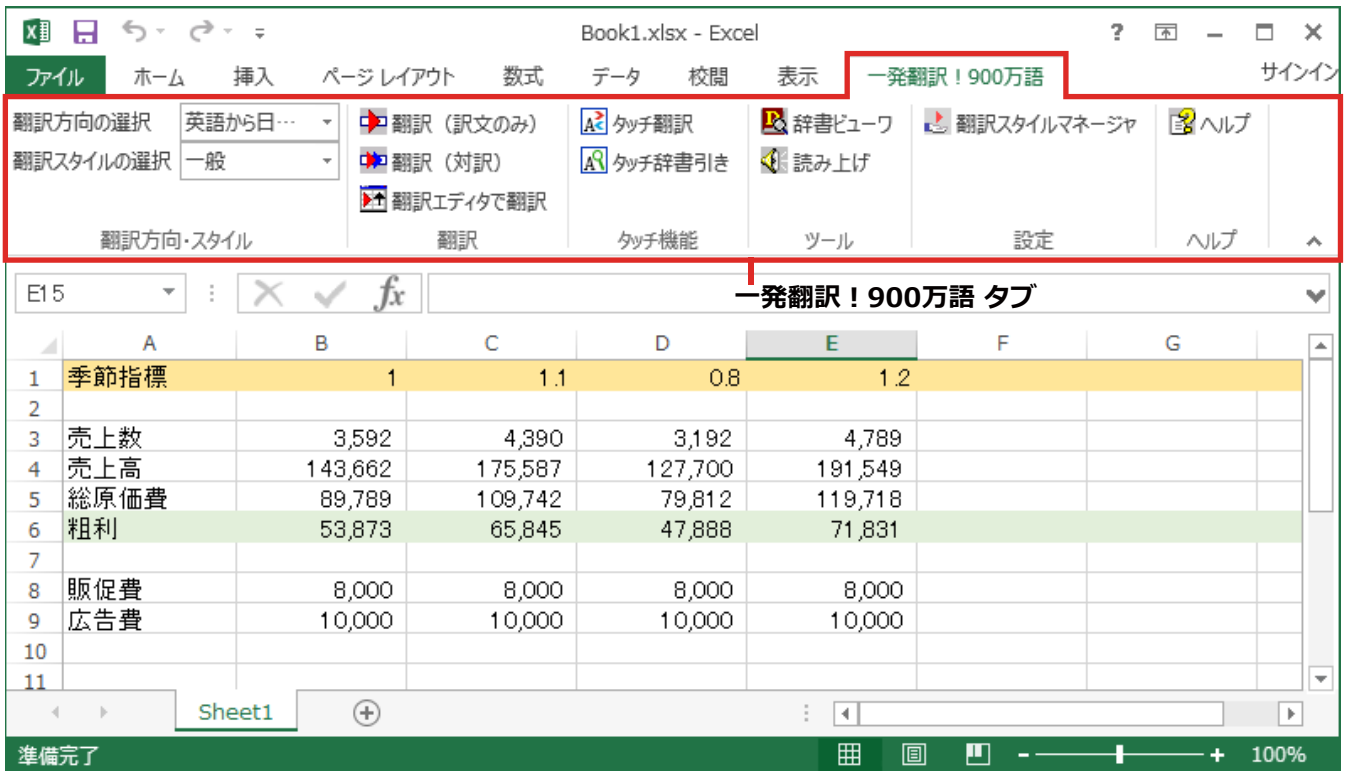 Book1.xlsx - Excel ?
ファイル ホーム 挿入 ページ レイアウト 数式 データ 校閲 表示 一発翻訳！900万語 サインイン
翻訳方向の選択 英語から日… 翻訳（訳文のみ） タッチ翻訳 辞書ビューワ 翻訳スタイルマネージャ ヘルプ
翻訳スタイルの選択 一般 翻訳（対訳） タッチ辞書引き 読み上げ
翻訳エディタで翻訳
翻訳方向・スタイル 翻訳 タッチ機能 ツール 設定 ヘルプ
E15 fx
一発翻訳！900万語 タブ
A B C D E F G
1 季節指標 1 1.1 0.8 1.2
2
3 売上数 3,592 4,390 3,192 4,789
4 売上高 143,662 175,587 127,700 191,549
5 総原価費 89,789 109,742 79,812 119,718
6 粗利 53,873 65,845 47,888 71,831
7
8 販促費 8,000 8,000 8,000 8,000
9 広告費 10,000 10,000 10,000 10,000
10
11
Sheet1
準備完了 100%